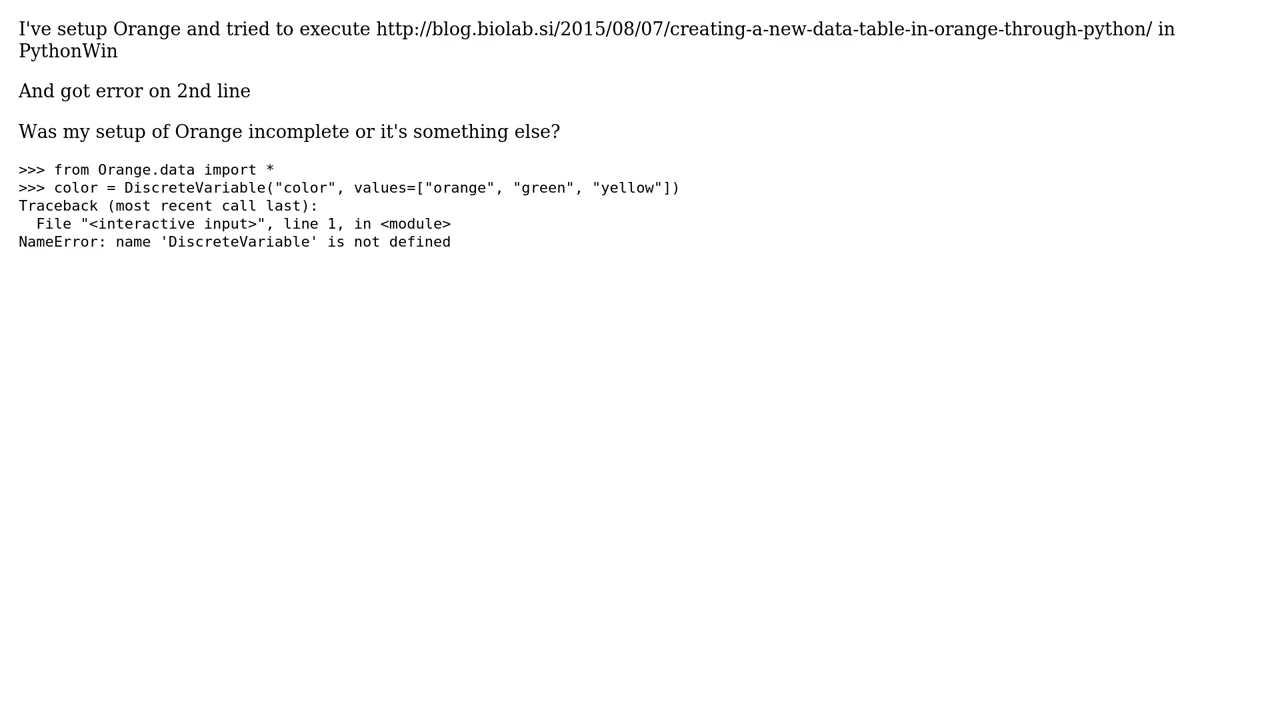 I've setup Orange and tried to execute http://blog.biolab.si/2015/08/07/creating-a-new-data-table-in-orange-through-python/ in
PythonWin
And got error on 2nd line
Was my setup of Orange incomplete or it's something else?
>>> from Orange.data import *
>>> color = DiscreteVariable("color", values=["orange", "green", "yellow"])
Traceback (most recent call last):
  File "<interactive input>", line 1, in <module>
NameError: name 'DiscreteVariable' is not defined